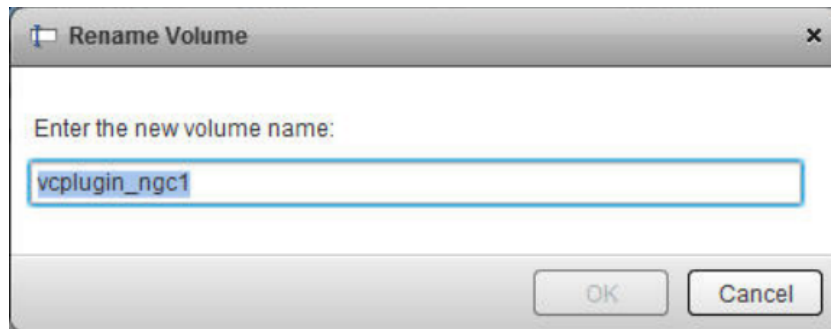 Rename Volume
Enter the new volume name:
vcplugin_ngc1
OK
Cancel